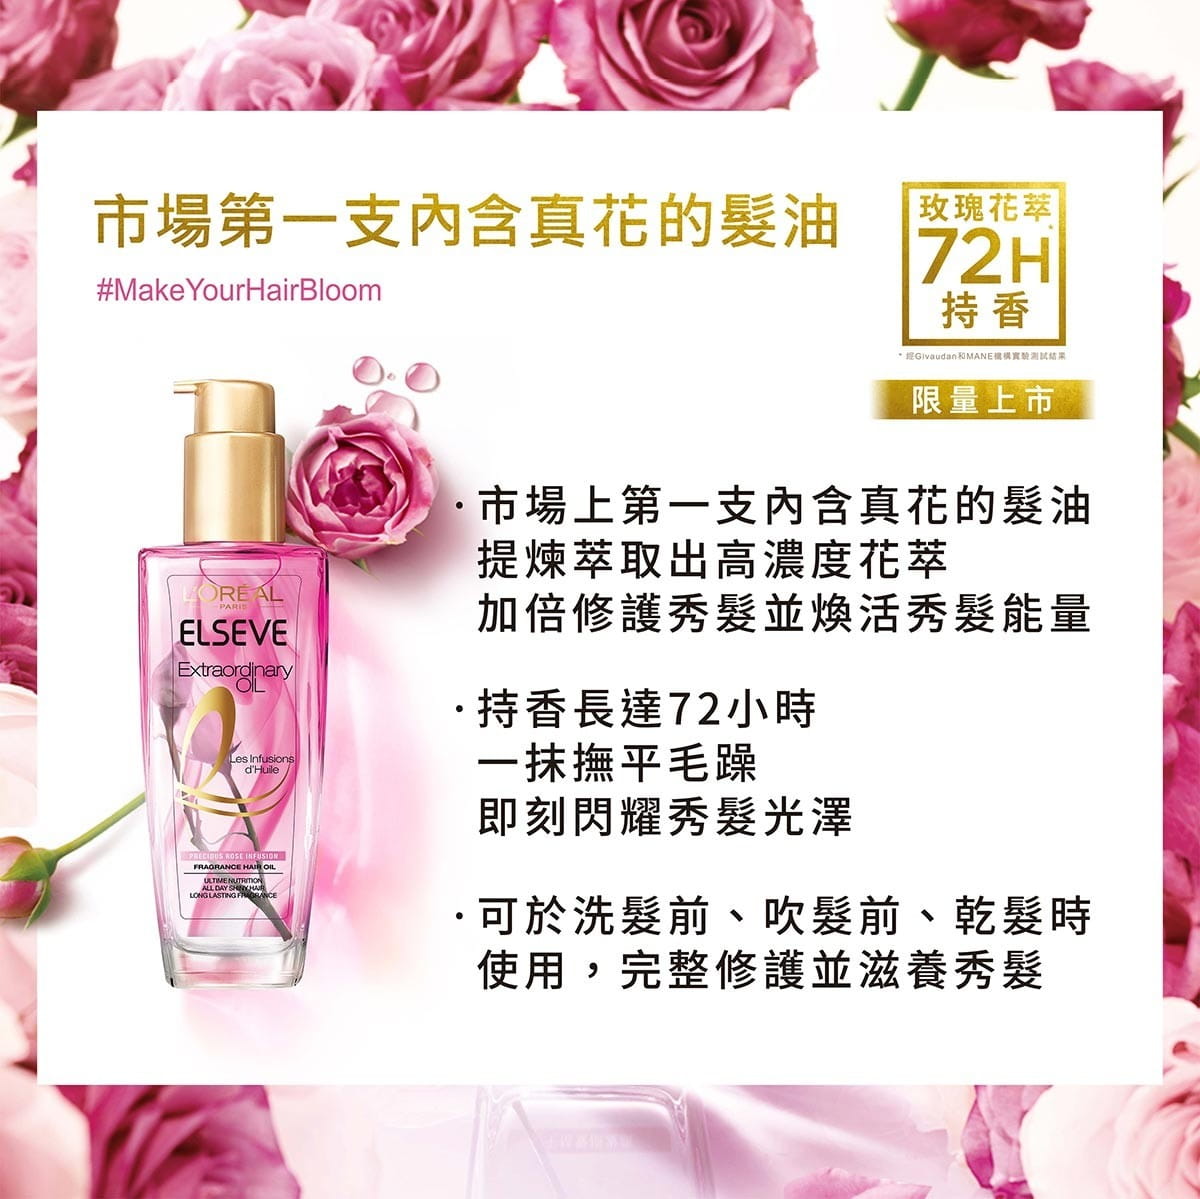 市場第一支內含真花的髮油
#MakeYourHairBloom
玫瑰花萃
72H*
持香
* 經Givaudan和MANE機構實驗測試結果
限量上市
L'ORÉAL
PARIS
ELSEVE
Extraordinary
OIL
Les Infusions
d'Huile
PRECIOUS ROSE INFUSION
FRAGRANCE HAIR OIL
ULTIME NUTRITION
ALL DAY SHINY HAIR
LONG LASTING FRAGRANCE
·市場上第一支內含真花的髮油
提煉萃取出高濃度花萃
加倍修護秀髮並煥活秀髮能量
·持香長達72小時
一抹撫平毛躁
即刻閃耀秀髮光澤
·可於洗髮前、吹髮前、乾髮時
使用，完整修護並滋養秀髮